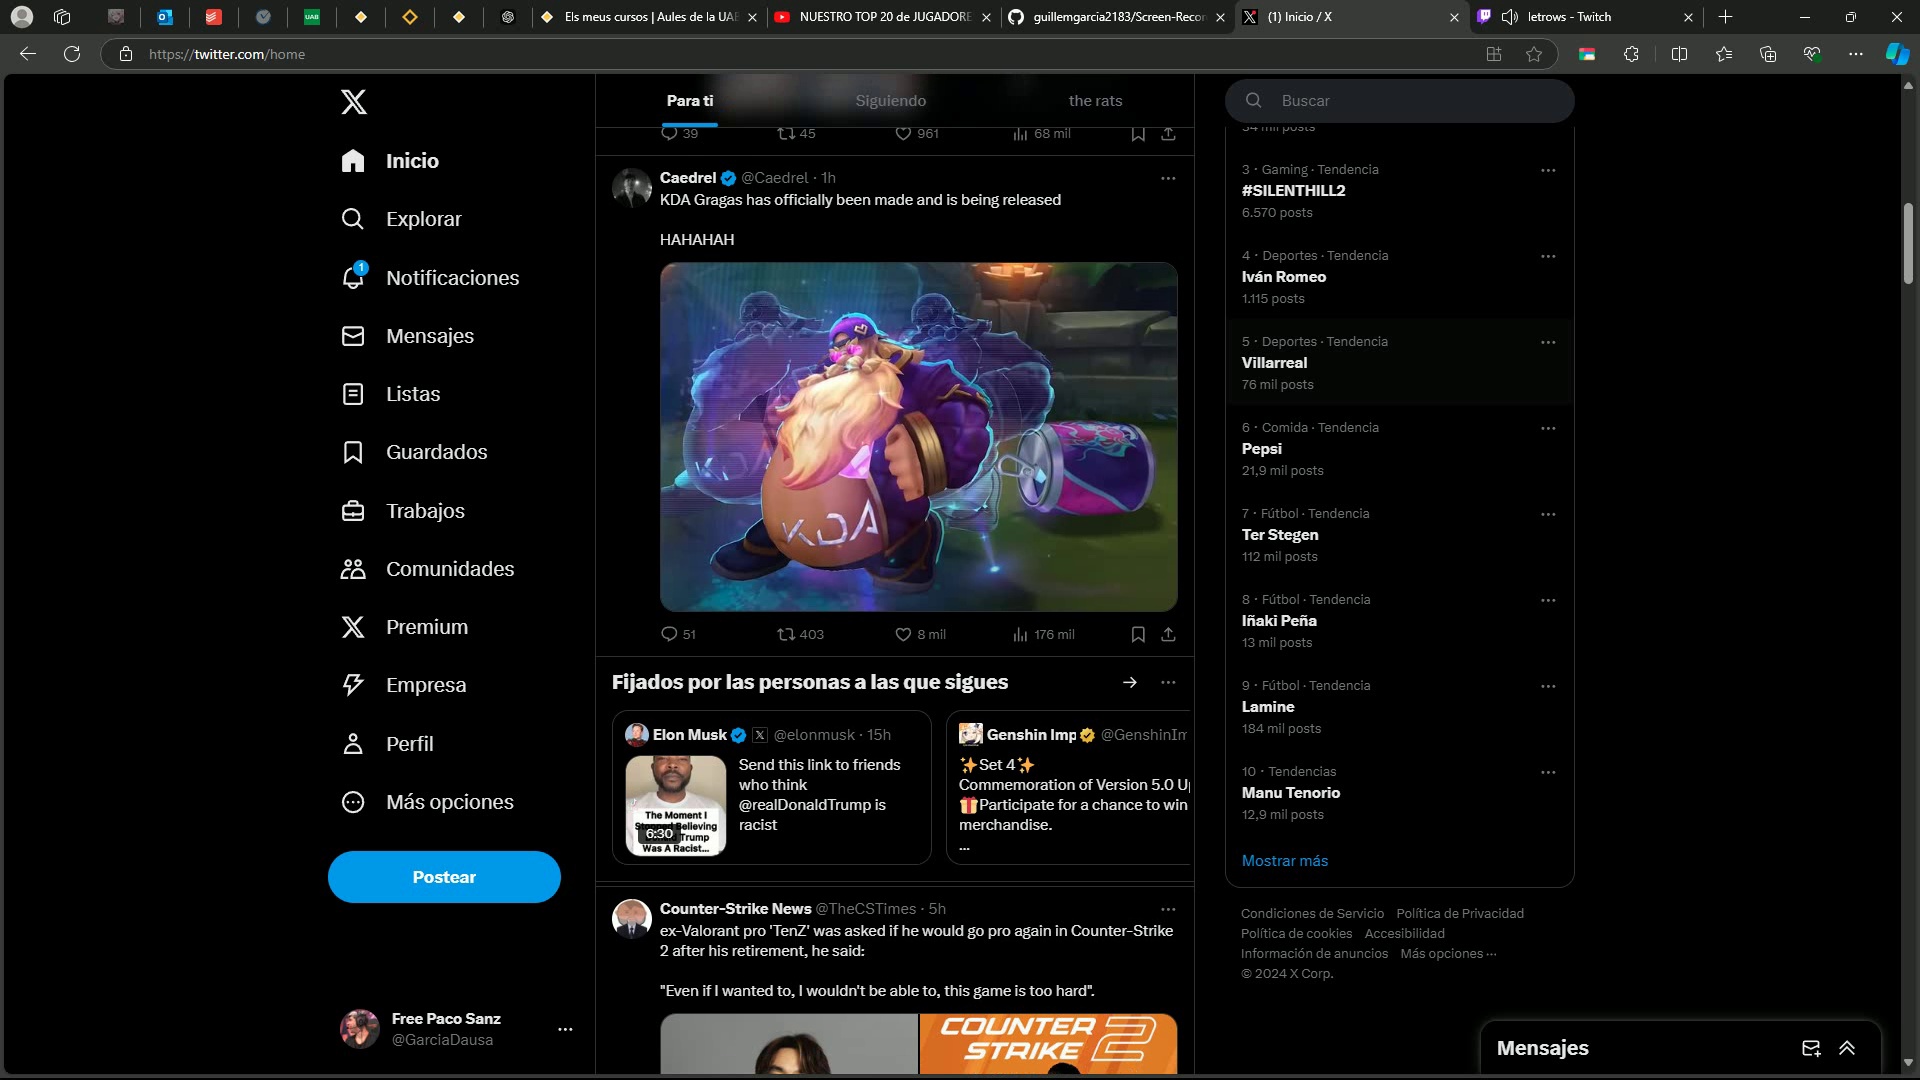 UAB
Els meus cursos | Aules de la UAB
NUESTRO TOP 20 de JUGADORE
guillemgarcia2183/Screen-Recor
(1) Inicio / X
letrows - Twitch
https://twitter.com/home
Inicio
Explorar
1
Notificaciones
Mensajes
Listas
Guardados
Trabajos
Comunidades
Premium
Empresa
Perfil
Más opciones
Postear
Free Paco Sanz
@GarciaDausa
Para ti
Siguiendo
the rats
39
45
961
68 mil
Caedrel @Caedrel · 1h
KDA Gragas has officially been made and is being released
HAHAHAH
KDA
51
403
8 mil
176 mil
Fijados por las personas a las que sigues
Elon Musk @elonmusk · 15h
Send this link to friends
who think
@realDonaldTrump is
racist
The Moment I
Stopped Believing
Donald Trump
Was A Racist...
6:30
Genshin Imp @GenshinIm
✨Set 4✨
Commemoration of Version 5.0 U
🎁Participate for a chance to win
merchandise.
...
Counter-Strike News @TheCSTimes · 5h
ex-Valorant pro 'TenZ' was asked if he would go pro again in Counter-Strike
2 after his retirement, he said:
"Even if I wanted to, I wouldn't be able to, this game is too hard".
COUNTER
STRIKE 2
Buscar
54 mil posts
3 · Gaming · Tendencia
#SILENTHILL2
6.570 posts
4 · Deportes · Tendencia
Iván Romeo
1.115 posts
5 · Deportes · Tendencia
Villarreal
76 mil posts
6 · Comida · Tendencia
Pepsi
21,9 mil posts
7 · Fútbol · Tendencia
Ter Stegen
112 mil posts
8 · Fútbol · Tendencia
Iñaki Peña
13 mil posts
9 · Fútbol · Tendencia
Lamine
184 mil posts
10 · Tendencias
Manu Tenorio
12,9 mil posts
Mostrar más
Condiciones de Servicio Política de Privacidad
Política de cookies Accesibilidad
Información de anuncios Más opciones ···
© 2024 X Corp.
Mensajes